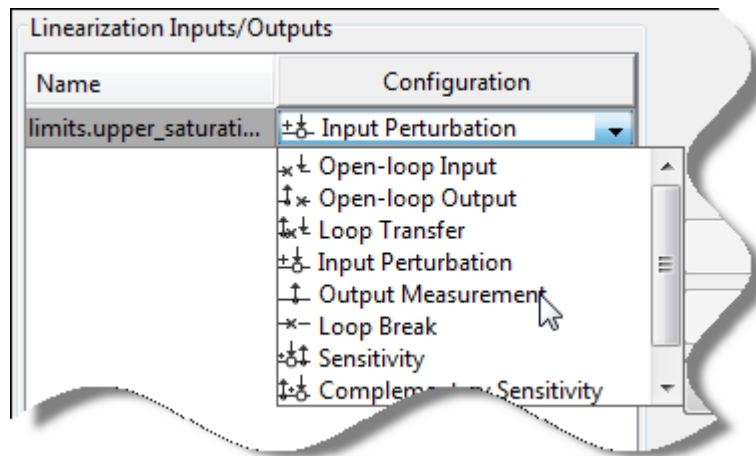 Linearization Inputs/Outputs
Name Configuration
limits.upper_saturati... Input Perturbation
Open-loop Input
Open-loop Output
Loop Transfer
Input Perturbation
Output Measurement
Loop Break
Sensitivity
Complementary Sensitivity